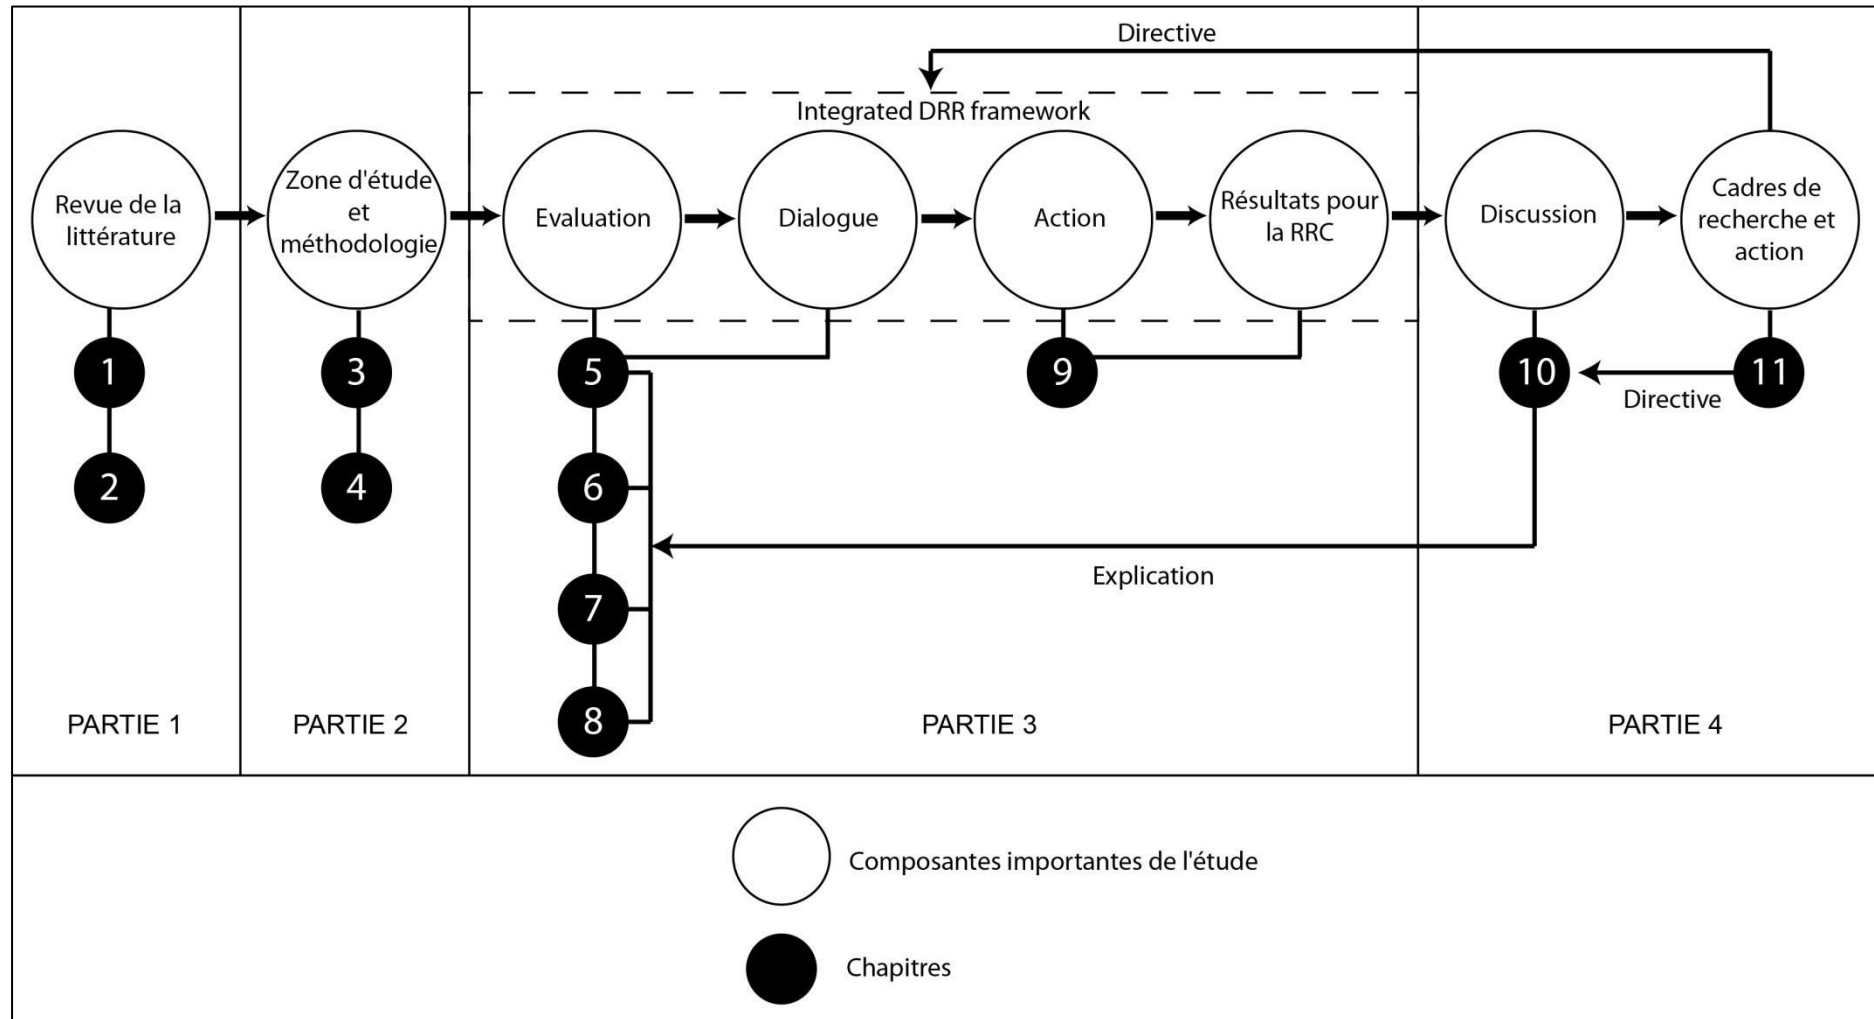 Directive
Integrated DRR framework
Revue de la
littérature
Zone d'étude
et
méthodologie
Evaluation
Dialogue
Action
Résultats pour
la RRC
Discussion
Cadres de
recherche et
action
1
3
5
9
10
11
Directive
2
4
6
Explication
7
8
PARTIE 1
PARTIE 2
PARTIE 3
PARTIE 4
Composantes importantes de l'étude
Chapitres